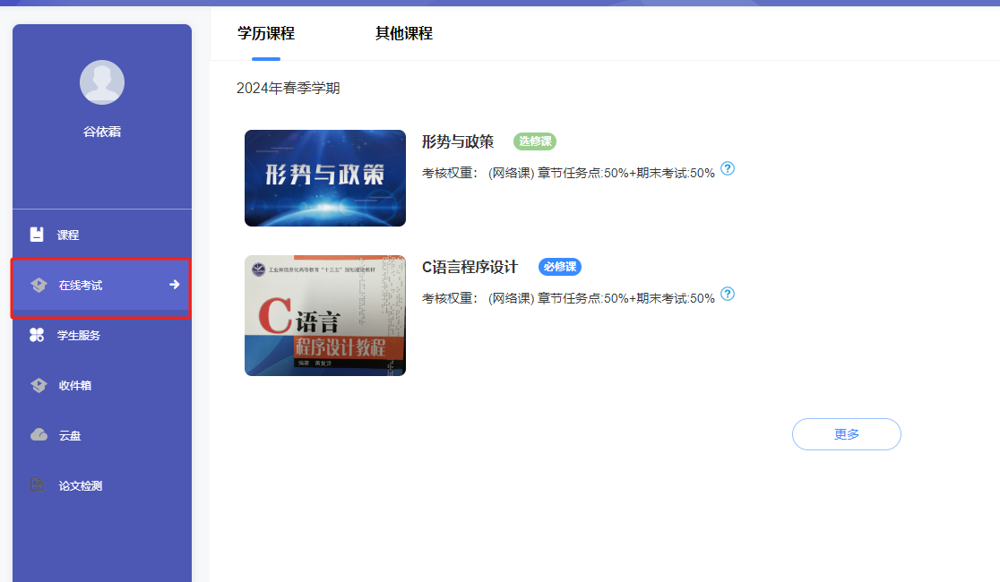 学历课程 其他课程
谷依霜
2024年春季学期
形势与政策
形势与政策 选修课
考核权重： (网络课) 章节任务点:50%+期末考试:50% ?
课程
在线考试
学生服务
收件箱
云盘
论文检测
工业和信息化高等教育“十三五”规划建设教材
C语言
程序设计教程
编著 黄复贤
C语言程序设计 必修课
考核权重： (网络课) 章节任务点:50%+期末考试:50% ?
更多